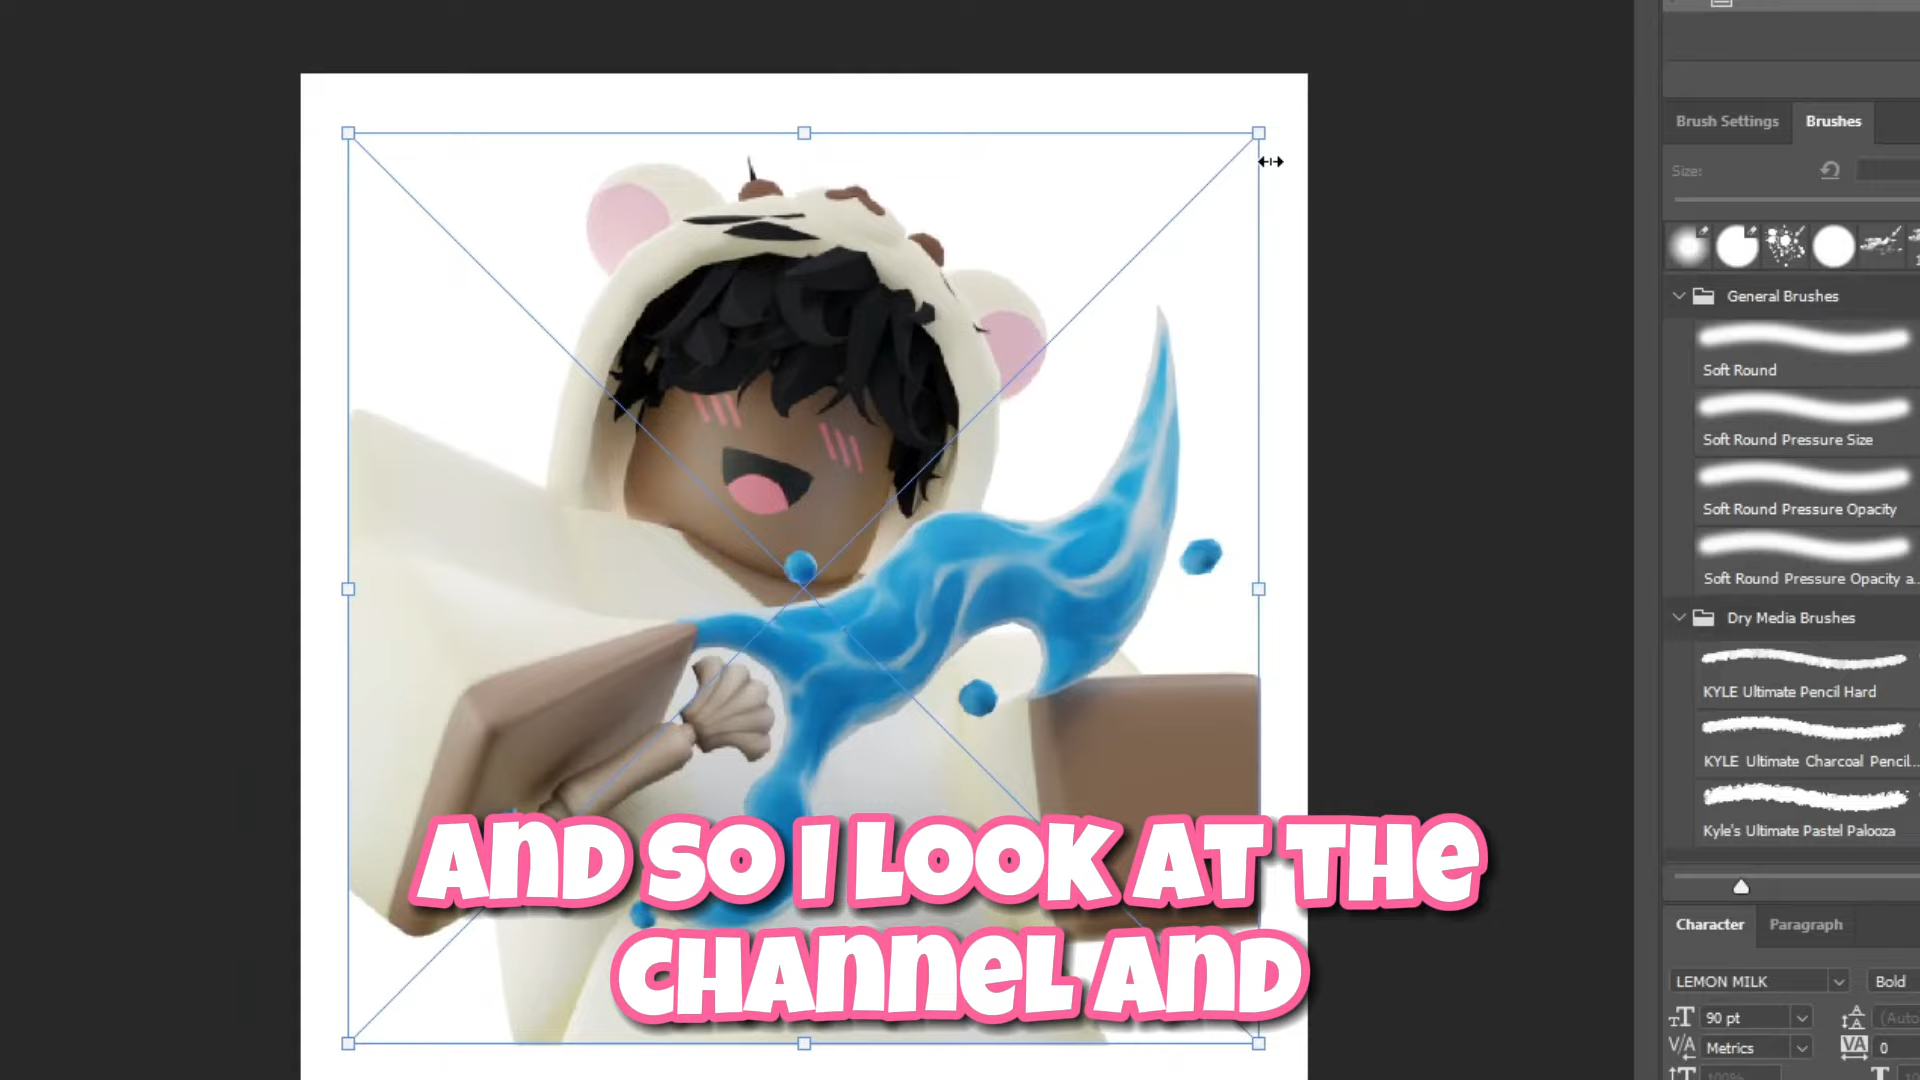 Brush Settings
Brushes
Size:
General Brushes
Soft Round
Soft Round Pressure Size
Soft Round Pressure Opacity
Soft Round Pressure Opacity a...
Dry Media Brushes
KYLE Ultimate Pencil Hard
KYLE Ultimate Charcoal Pencil...
Kyle's Ultimate Pastel Palooza
AND SO I LOOK AT THE
CHANNEL AND
Character
Paragraph
LEMON MILK
Bold
90 pt
(Auto
Metrics
0
100%